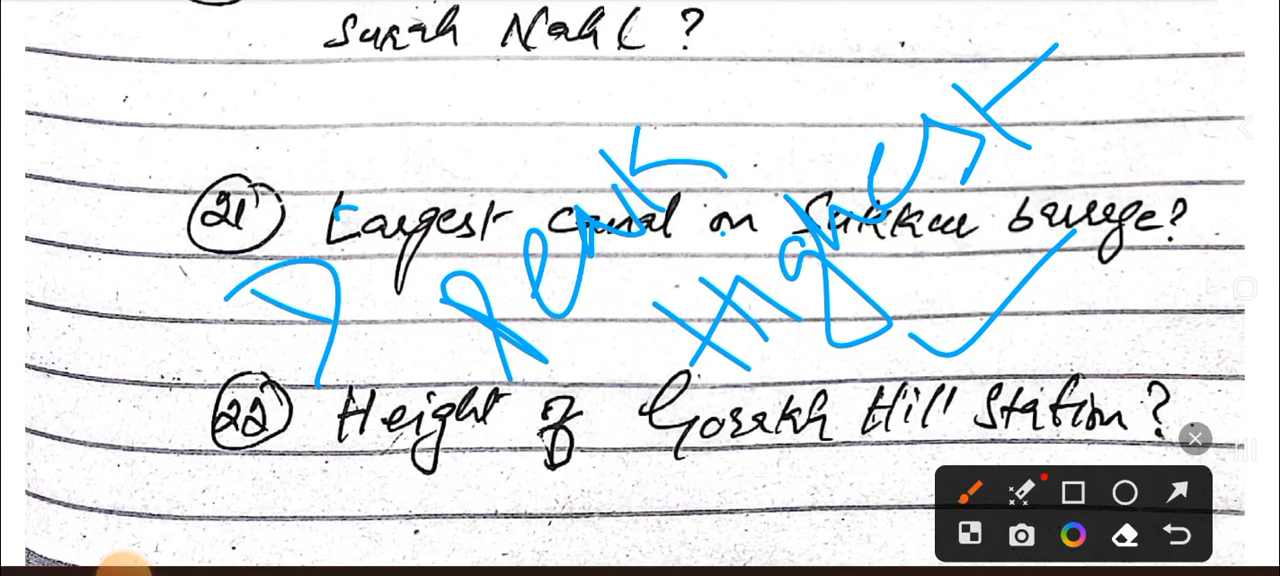 Surah Nahl?
21 Largest canal on Sukkur barrage?
Peak Highest
22 Height of Gorakh Hill Station?